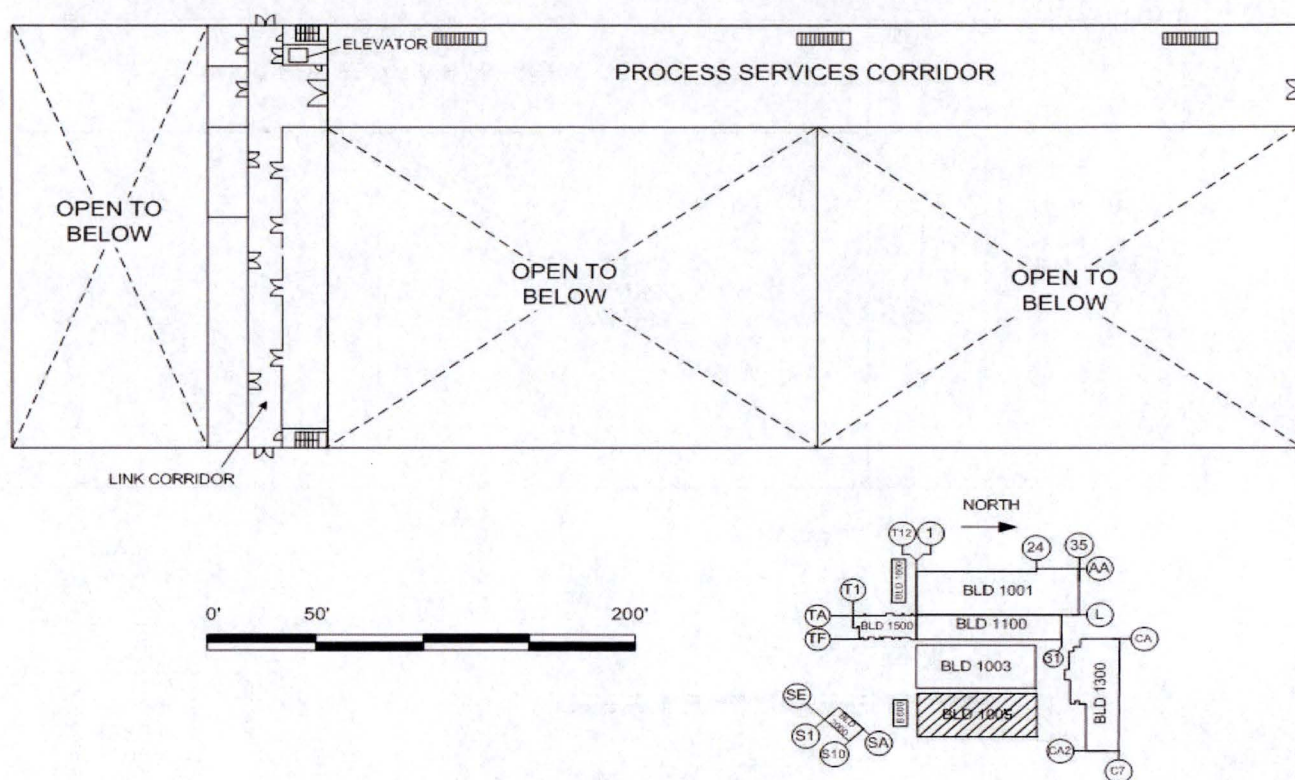 ELEVATOR
PROCESS SERVICES CORRIDOR
OPEN TO
BELOW
OPEN TO
BELOW
OPEN TO
BELOW
LINK CORRIDOR
NORTH
0' 50' 200'
T12 1 24 35
AA
BLD 1001
T1
TA
BLD 1500
BLD 1100
L
TF
CA
31
BLD 1003
BLD 1300
SE
BLD 1005
S1
SA
S10
CA2
C7